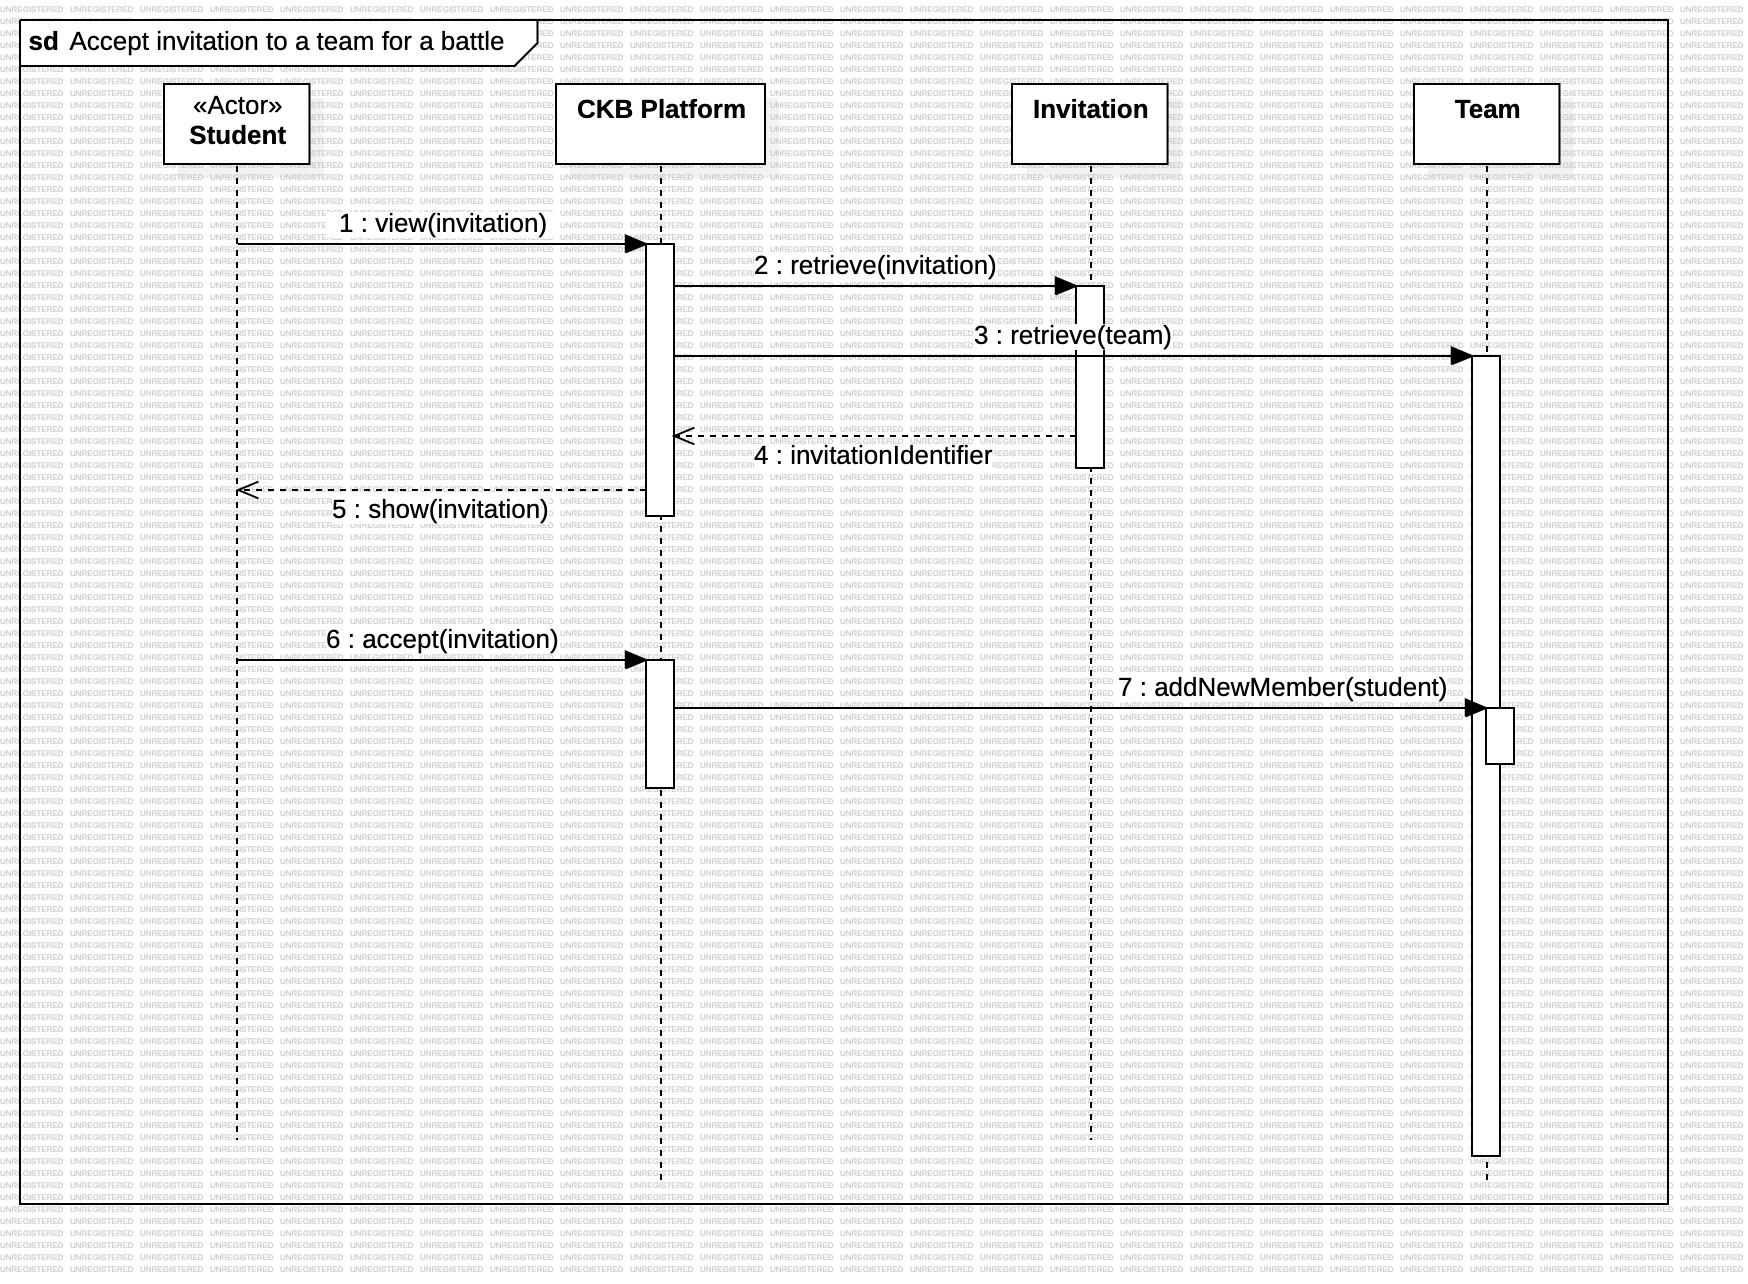 sd Accept invitation to a team for a battle
«Actor»
Student
CKB Platform
Invitation
Team
1 : view(invitation)
2 : retrieve(invitation)
3 : retrieve(team)
4 : invitationIdentifier
5 : show(invitation)
6 : accept(invitation)
7 : addNewMember(student)
UNREGISTERED